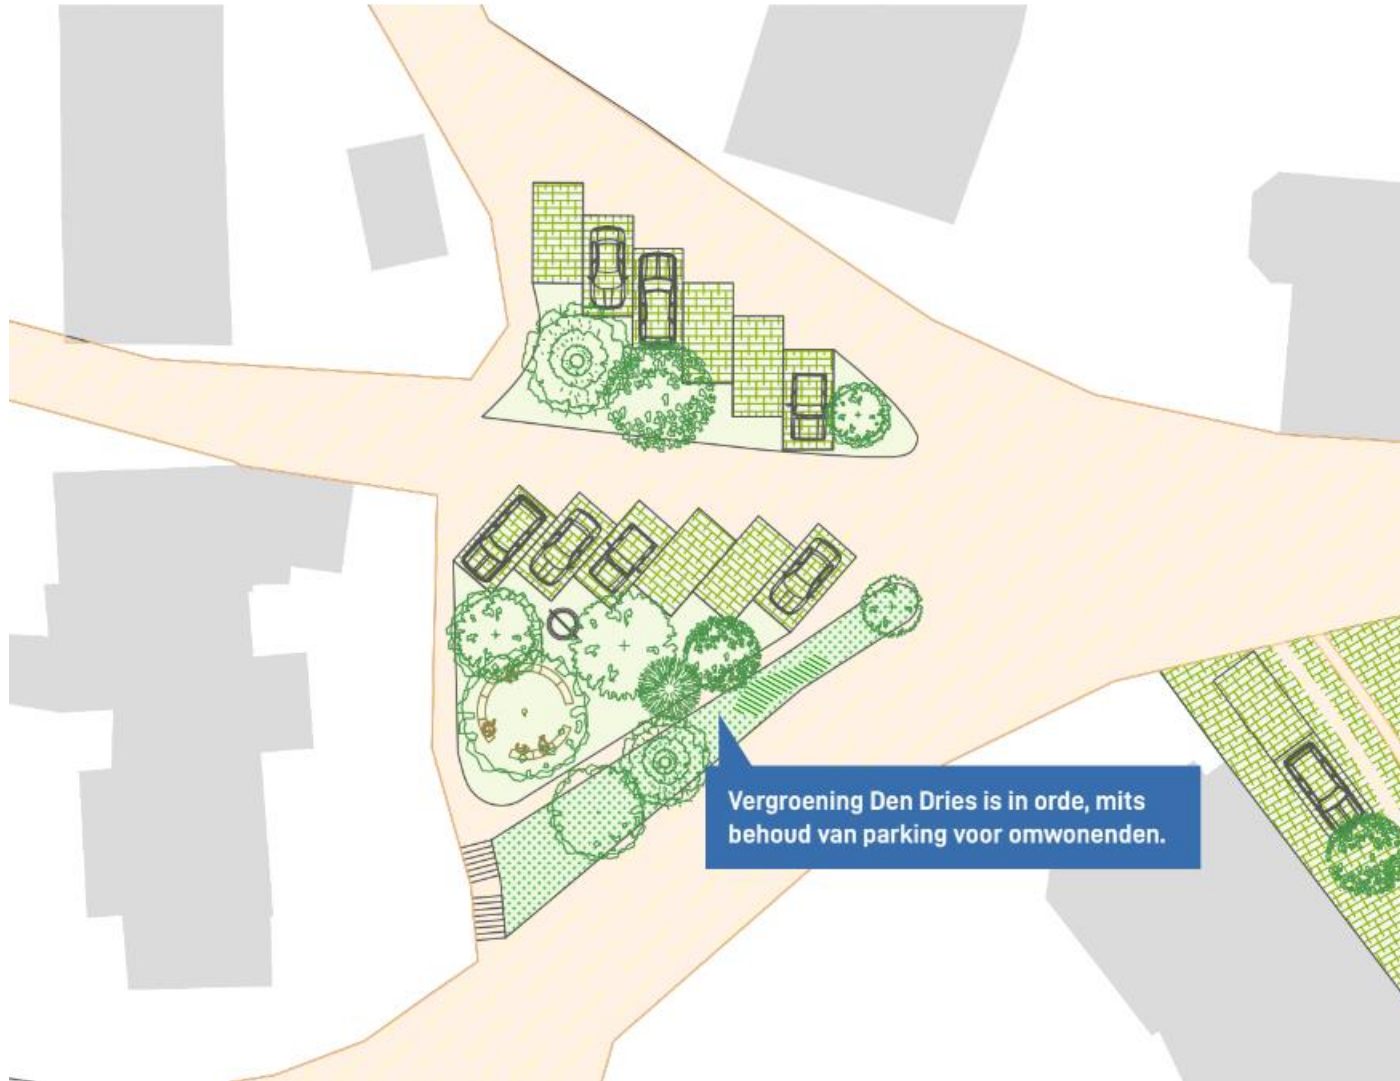 Vergroening Den Dries is in orde, mits
behoud van parking voor omwonenden.